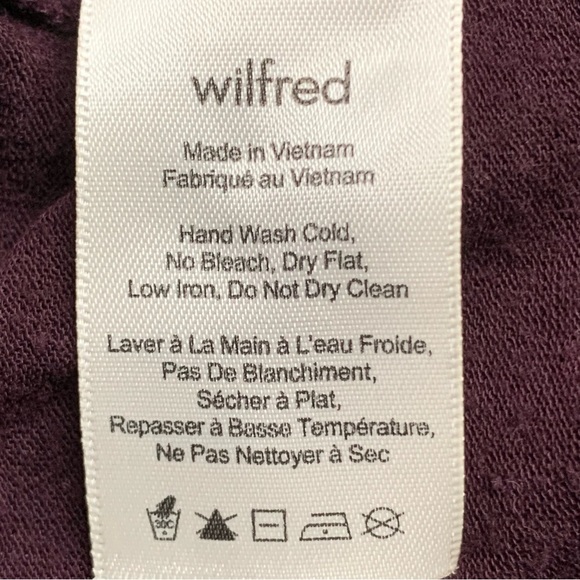 wilfred
Made in Vietnam
Fabriqué au Vietnam
Hand Wash Cold,
No Bleach, Dry Flat,
Low Iron, Do Not Dry Clean
Laver à La Main à L'eau Froide,
Pas De Blanchiment,
Sécher à Plat,
Repasser à Basse Température,
Ne Pas Nettoyer à Sec
30C